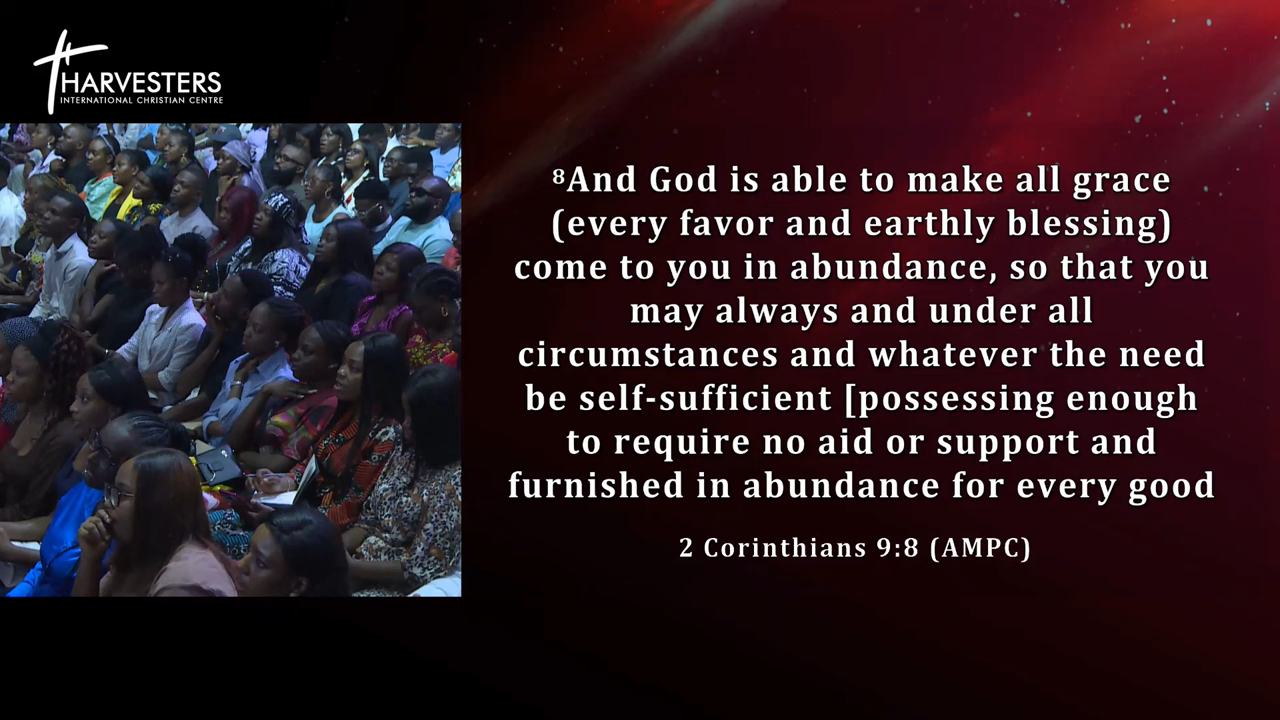 HARVESTERS
INTERNATIONAL CHRISTIAN CENTRE
⁸And God is able to make all grace
(every favor and earthly blessing)
come to you in abundance, so that you
may always and under all
circumstances and whatever the need
be self-sufficient [possessing enough
to require no aid or support and
furnished in abundance for every good
2 Corinthians 9:8 (AMPC)